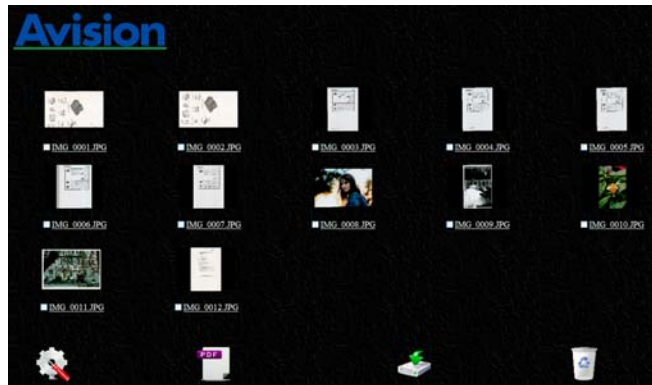 Avision
IMG_0001.JPG IMG_0002.JPG IMG_0003.JPG IMG_0004.JPG IMG_0005.JPG
IMG_0006.JPG IMG_0007.JPG IMG_0008.JPG IMG_0009.JPG IMG_0010.JPG
IMG_0011.JPG IMG_0012.JPG
PDF